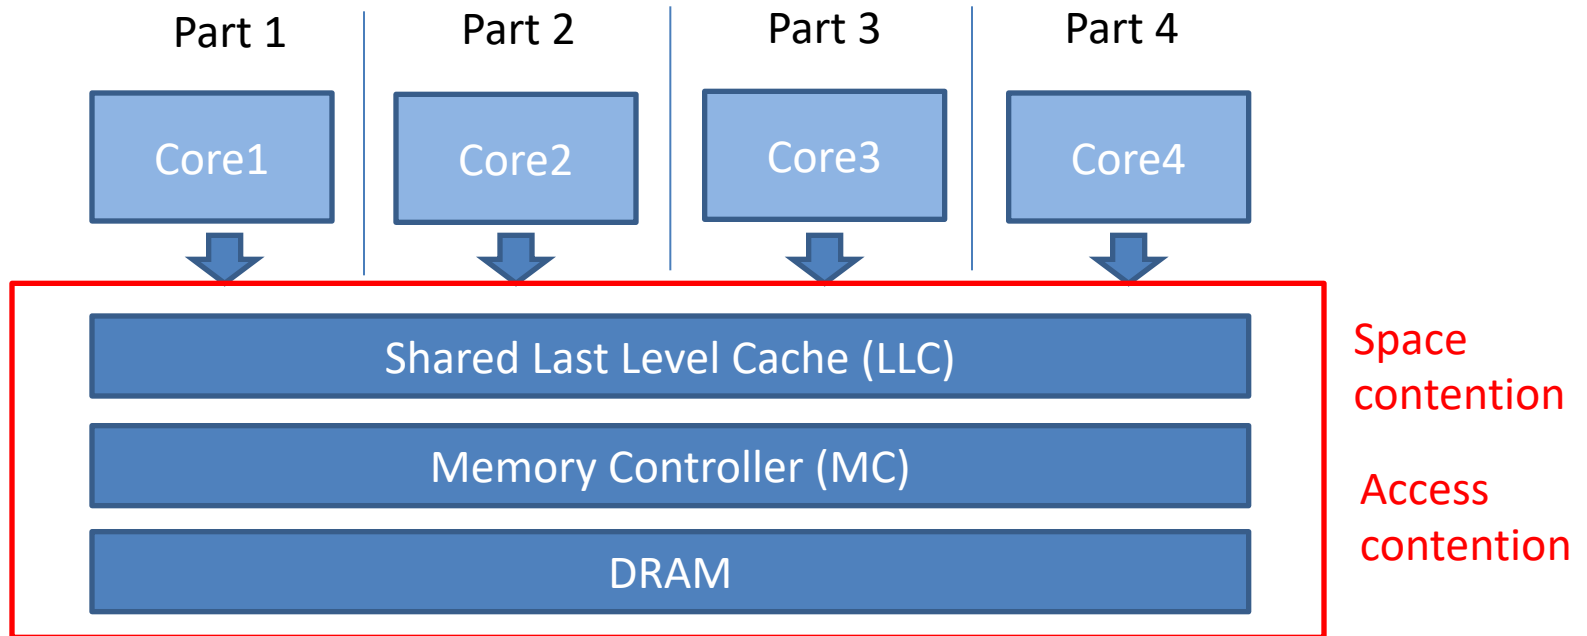 Part 1
Part 2
Part 3
Part 4
Core1
Core2
Core3
Core4
Shared Last Level Cache (LLC)
Space
contention
Memory Controller (MC)
Access
contention
DRAM